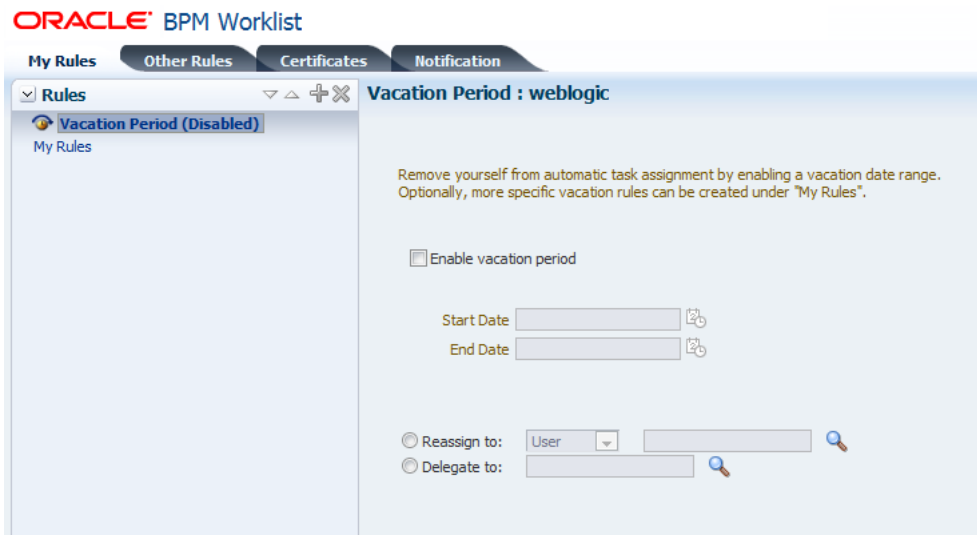 ORACLE BPM Worklist
My Rules Other Rules Certificates Notification
Rules
Vacation Period (Disabled)
My Rules
Vacation Period : weblogic
Remove yourself from automatic task assignment by enabling a vacation date range.
Optionally, more specific vacation rules can be created under "My Rules".
Enable vacation period
Start Date
End Date
Reassign to: User
Delegate to: